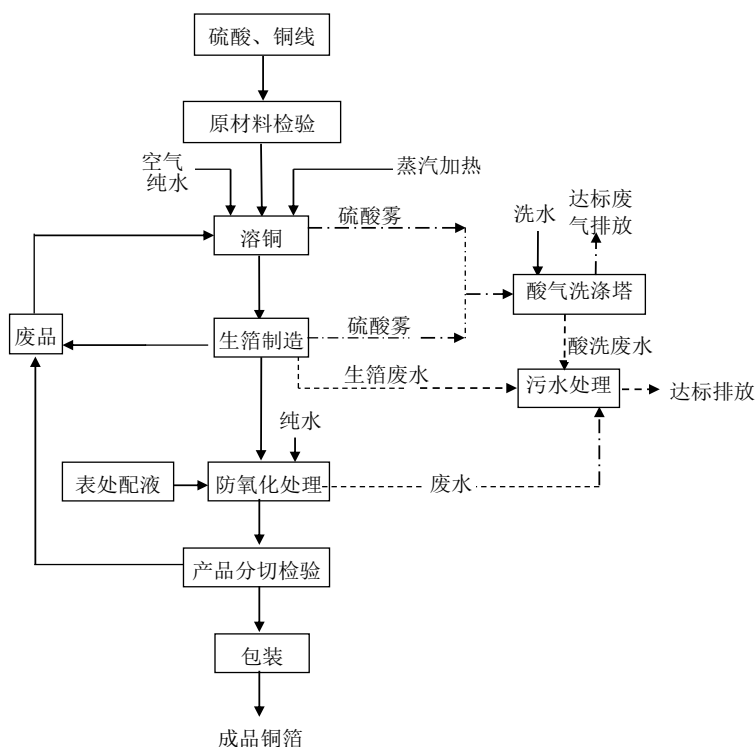 硫酸、铜线
原材料检验
空气
纯水
蒸汽加热
硫酸雾
溶铜
洗水
达标废
气排放
酸气洗涤塔
废品
生箔制造
硫酸雾
酸洗废水
生箔废水
污水处理
达标排放
纯水
表处配液
防氧化处理
废水
产品分切检验
包装
成品铜箔